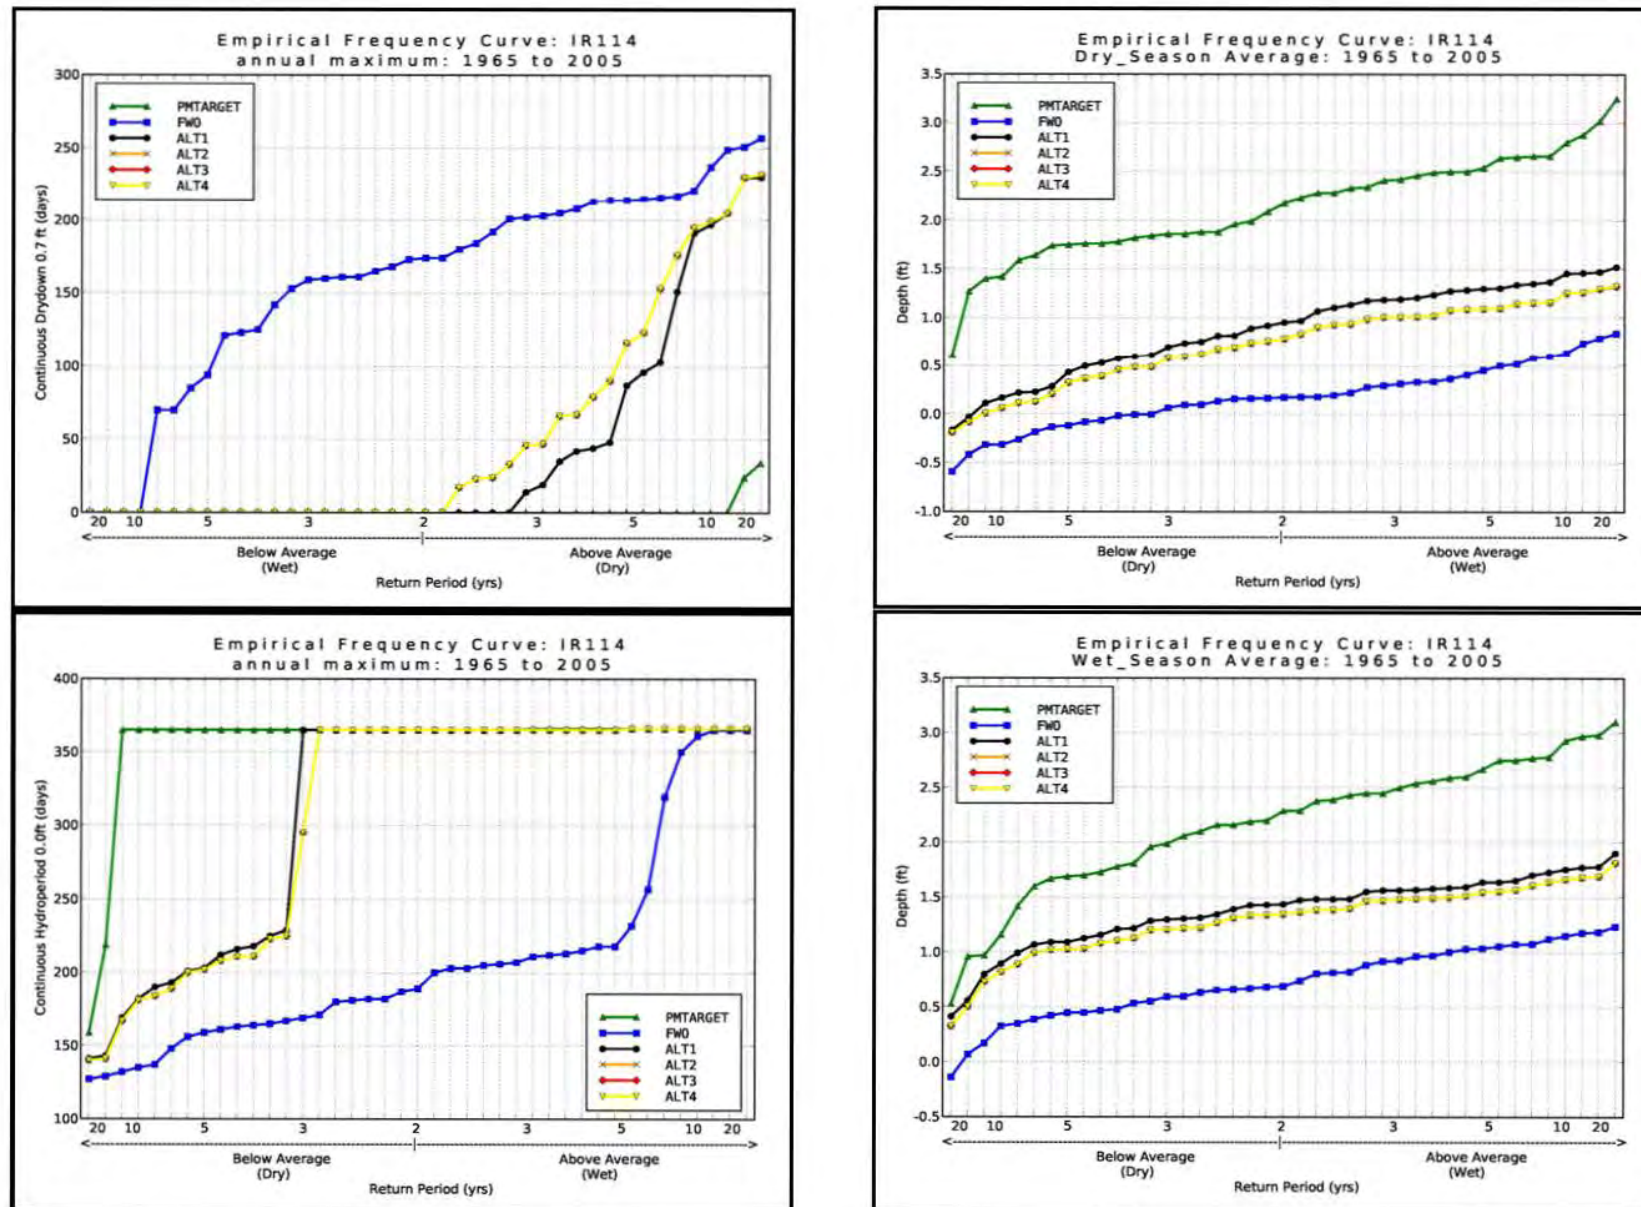 Empirical Frequency Curve: IR114
annual maximum: 1965 to 2005
300
250
200
150
100
50
0
Continuous Drydown 0.7 ft (days)
PMTARGET
FWO
ALT1
ALT2
ALT3
ALT4
20 10 5 3 2 3 5 10 20
Below Average
(Wet)
Above Average
(Dry)
Return Period (yrs)
Empirical Frequency Curve: IR114
Dry_Season Average: 1965 to 2005
3.5
3.0
2.5
2.0
1.5
1.0
0.5
0.0
-0.5
-1.0
Depth (ft)
PMTARGET
FWO
ALT1
ALT2
ALT3
ALT4
20 10 5 3 2 3 5 10 20
Below Average
(Dry)
Above Average
(Wet)
Return Period (yrs)
Empirical Frequency Curve: IR114
annual maximum: 1965 to 2005
400
350
300
250
200
150
100
Continuous Hydroperiod 0.0ft (days)
PMTARGET
FWO
ALT1
ALT2
ALT3
ALT4
20 10 5 3 2 3 5 10 20
Below Average
(Dry)
Above Average
(Wet)
Return Period (yrs)
Empirical Frequency Curve: IR114
Wet_Season Average: 1965 to 2005
3.5
3.0
2.5
2.0
1.5
1.0
0.5
0.0
-0.5
Depth (ft)
PMTARGET
FWO
ALT1
ALT2
ALT3
ALT4
20 10 5 3 2 3 5 10 20
Below Average
(Dry)
Above Average
(Wet)
Return Period (yrs)